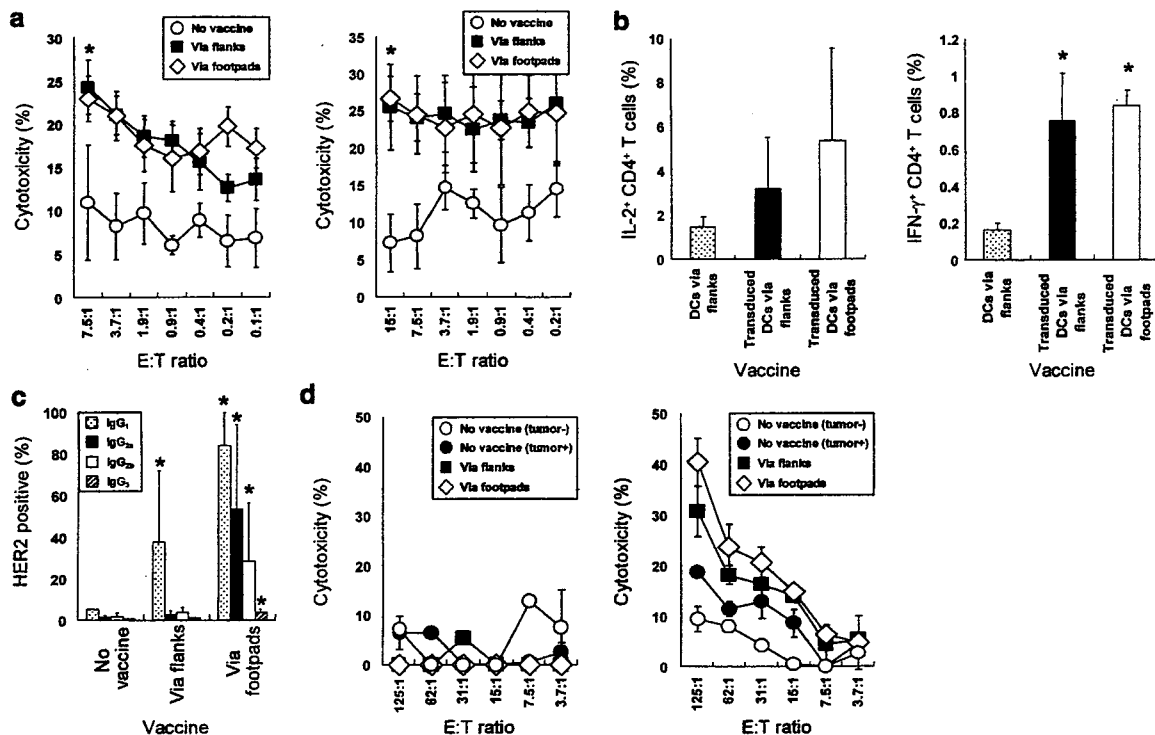 a
No vaccine
Via flanks
Via footpads
Cytotoxicity (%)
30
25
20
15
10
5
0
*
7.5:1
3.7:1
1.9:1
0.9:1
0.4:1
0.2:1
0.1:1
E:T ratio
No vaccine
Via flanks
Via footpads
Cytotoxicity (%)
35
30
25
20
15
10
5
0
*
15:1
7.5:1
3.7:1
1.9:1
0.9:1
0.4:1
0.2:1
E:T ratio
b
IL-2+ CD4+ T cells (%)
10
8
6
4
2
0
DCs via flanks
Transduced DCs via flanks
Transduced DCs via footpads
Vaccine
IFN-γ+ CD4+ T cells (%)
1.2
1
0.8
0.6
0.4
0.2
0
*
*
DCs via flanks
Transduced DCs via flanks
Transduced DCs via footpads
Vaccine
c
HER2 positive (%)
100
80
60
40
20
0
IgG1
IgG2a
IgG2b
IgG3
*
*
*
*
*
No vaccine
Via flanks
Via footpads
Vaccine
d
No vaccine (tumor-)
No vaccine (tumor+)
Via flanks
Via footpads
Cytotoxicity (%)
50
40
30
20
10
0
125:1
62:1
31:1
15:1
7.5:1
3.7:1
E:T ratio
No vaccine (tumor-)
No vaccine (tumor+)
Via flanks
Via footpads
Cytotoxicity (%)
50
40
30
20
10
0
125:1
62:1
31:1
15:1
7.5:1
3.7:1
E:T ratio